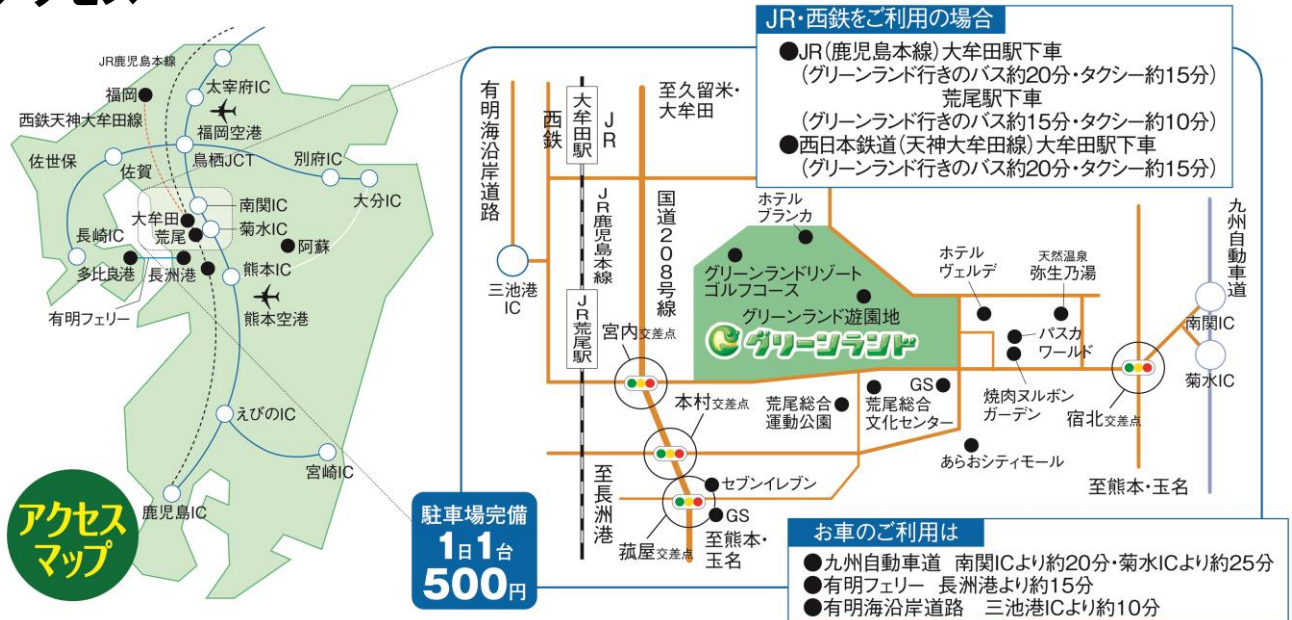 アクセス
JR鹿児島本線
福岡
太宰府IC
福岡空港
西鉄天神大牟田線
佐世保
佐賀
鳥栖JCT
別府IC
大分IC
南関IC
大牟田
荒尾
菊水IC
長崎IC
阿蘇
多比良港
長洲港
熊本IC
有明フェリー
熊本空港
えびのIC
宮崎IC
鹿児島IC
アクセス
マップ
JR・西鉄をご利用の場合
●JR(鹿児島本線)大牟田駅下車
(グリーンランド行きのバス約20分・タクシー約15分)
荒尾駅下車
(グリーンランド行きのバス約15分・タクシー約10分)
●西日本鉄道(天神大牟田線)大牟田駅下車
(グリーンランド行きのバス約20分・タクシー約15分)
有明海沿岸道路
西鉄
大牟田駅
JR
至久留米・
大牟田
JR鹿児島本線
国道208号線
三池港
IC
JR荒尾駅
ホテル
ブランカ
グリーンランドリゾート
ゴルフコース
グリーンランド遊園地
グリーンランド
ホテル
ヴェルデ
天然温泉
弥生乃湯
パスカ
ワールド
九州自動車道
南関IC
菊水IC
宮内交差点
本村交差点
荒尾総合
運動公園
荒尾総合
文化センター
GS
焼肉ヌルボン
ガーデン
宿北交差点
あらおシティモール
至熊本・玉名
至長洲港
セブンイレブン
GS
菰屋交差点
至熊本・
玉名
駐車場完備
1日1台
500円
お車のご利用は
●九州自動車道 南関ICより約20分・菊水ICより約25分
●有明フェリー 長洲港より約15分
●有明海沿岸道路 三池港ICより約10分